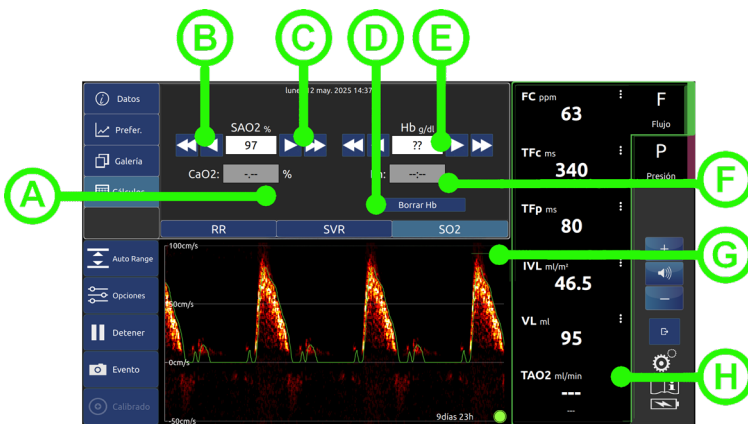 B
C
D
E
lune 12 may. 2025 14:37
Datos
Prefer.
Galería
Cálculos
SAO2 %
97
Hb g/dl
??
CaO2:
-.--
%
--:--
Borrar Hb
A
RR
SVR
SO2
Auto Range
Opciones
Detener
Evento
Calibrado
100cm/s
50cm/s
0cm/s
-50cm/s
9días 23h
FC ppm
63
TFc ms
340
TFp ms
80
IVL ml/m²
46.5
VL ml
95
TAO2 ml/min
---
---
F
Flujo
P
Presión
+
−
F
G
H